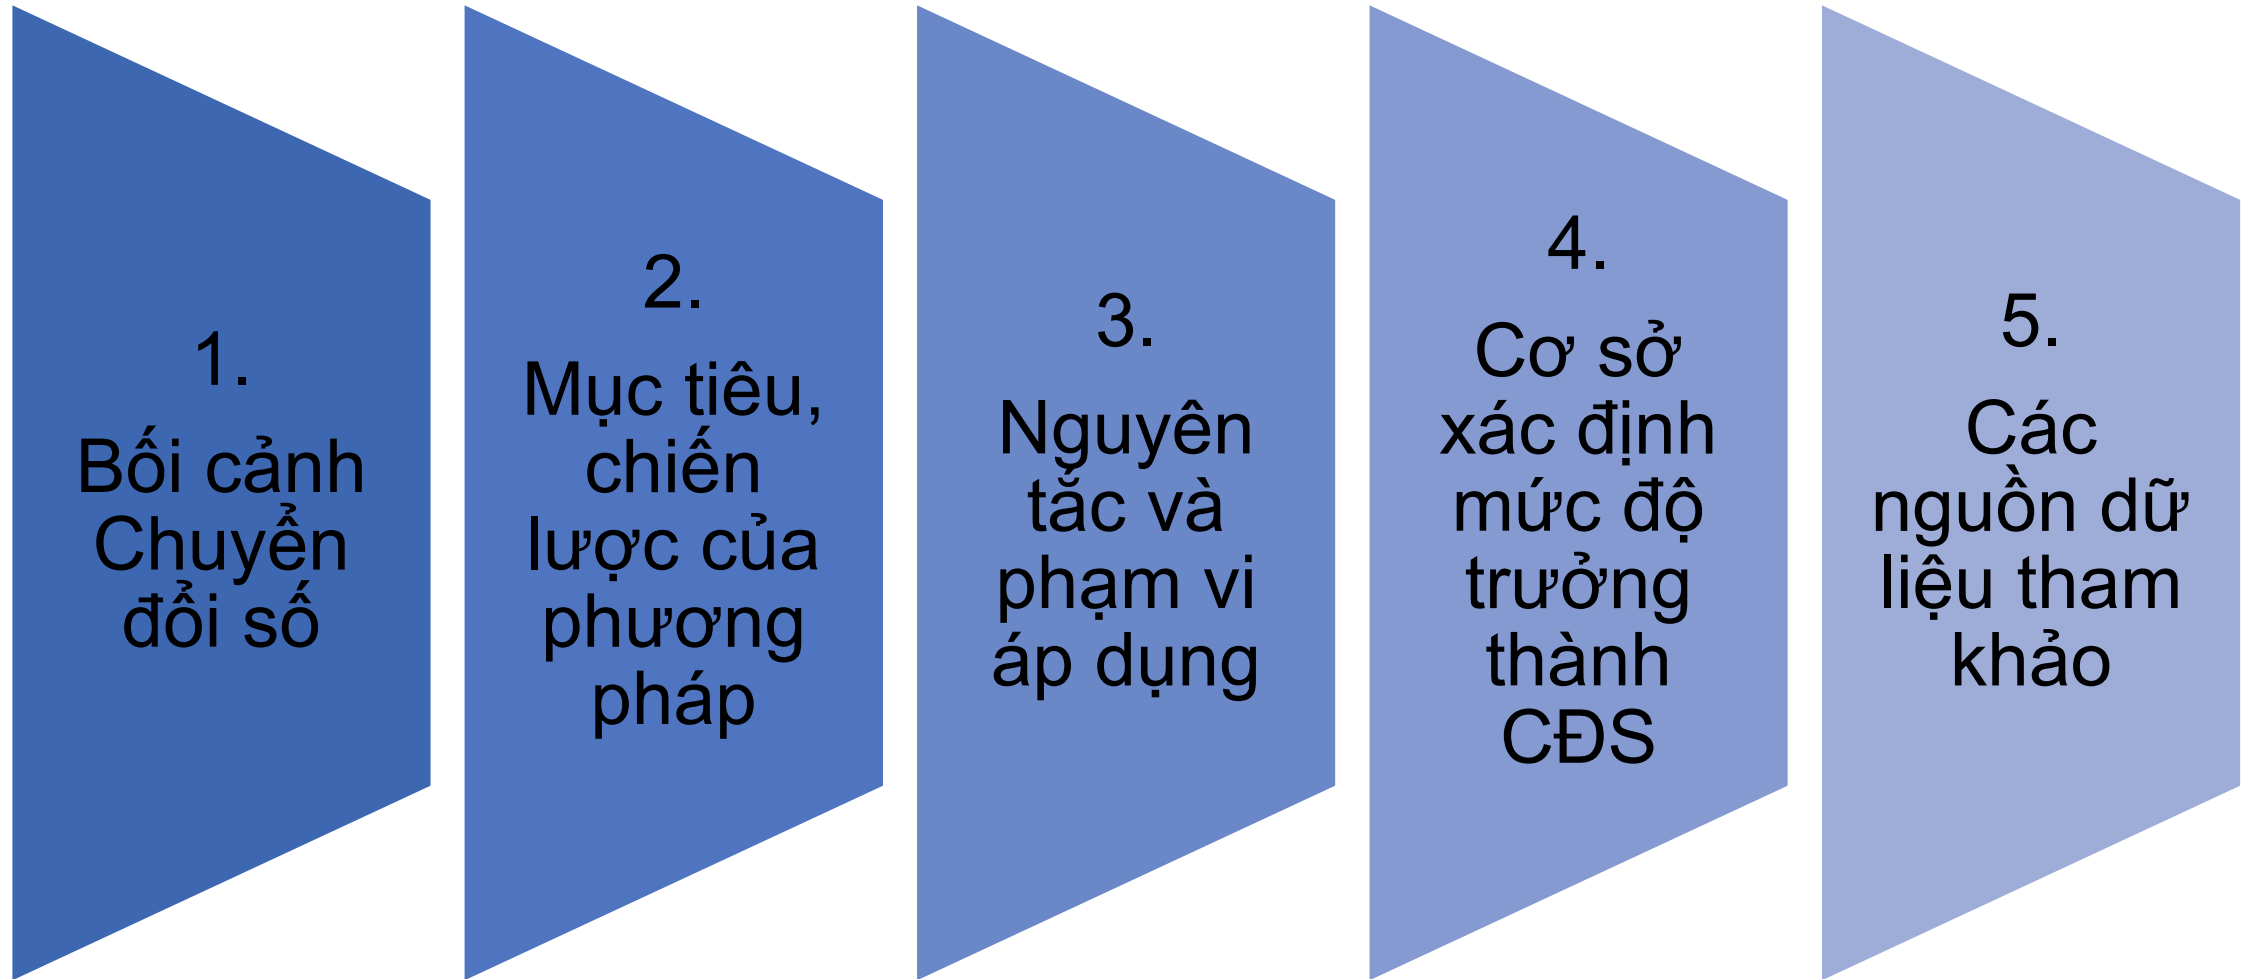 1.
Bối cảnh
Chuyển
đổi số
2.
Mục tiêu,
chiến
lược của
phương
pháp
3.
Nguyên
tắc và
phạm vi
áp dụng
4.
Cơ sở
xác định
mức độ
trưởng
thành
CĐS
5.
Các
nguồn dữ
liệu tham
khảo